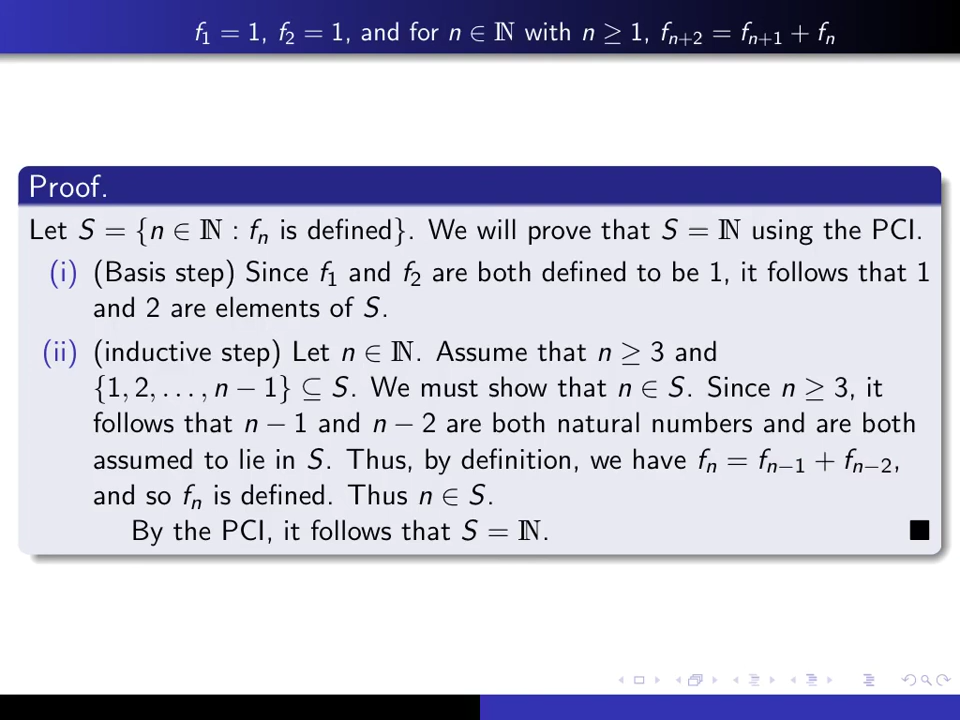 f₁ = 1, f₂ = 1, and for n ∈ ℕ with n ≥ 1, fₙ₊₂ = fₙ₊₁ + fₙ
Proof.
Let S = {n ∈ ℕ : fₙ is defined}. We will prove that S = ℕ using the PCI.
(i) (Basis step) Since f₁ and f₂ are both defined to be 1, it follows that 1
and 2 are elements of S.
(ii) (inductive step) Let n ∈ ℕ. Assume that n ≥ 3 and
{1, 2, . . . , n − 1} ⊆ S. We must show that n ∈ S. Since n ≥ 3, it
follows that n − 1 and n − 2 are both natural numbers and are both
assumed to lie in S. Thus, by definition, we have fₙ = fₙ₋₁ + fₙ₋₂,
and so fₙ is defined. Thus n ∈ S.
By the PCI, it follows that S = ℕ. ■